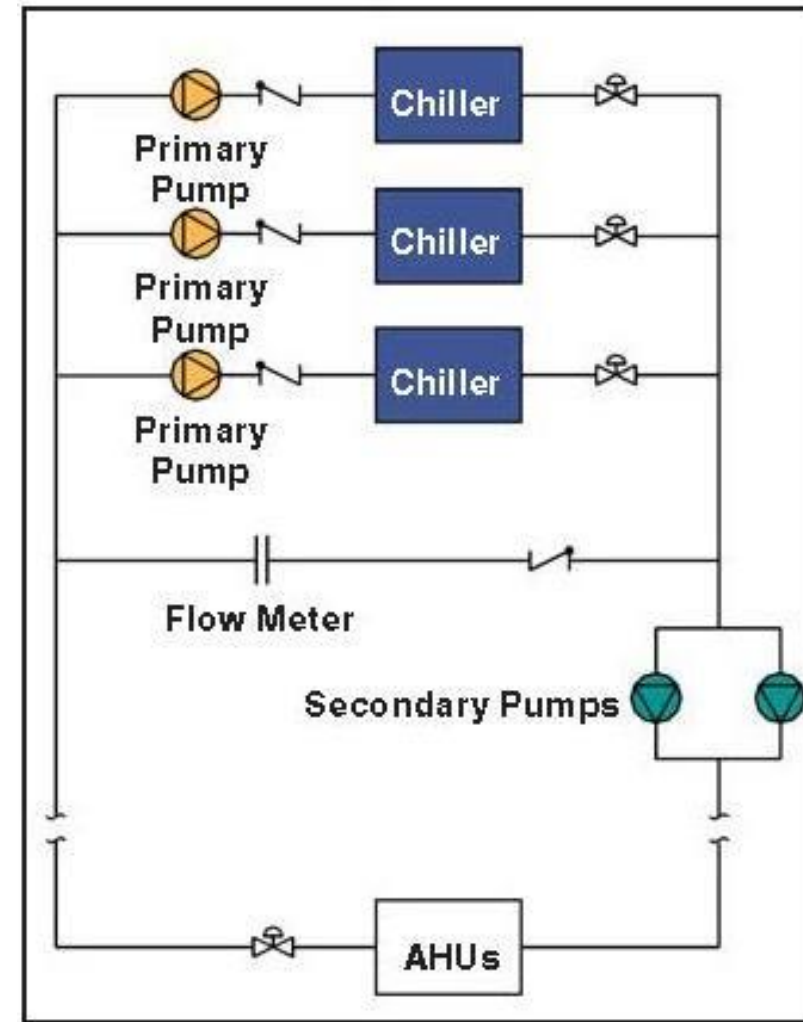 Chiller
Primary
Pump
Chiller
Primary
Pump
Chiller
Primary
Pump
Flow Meter
Secondary Pumps
AHUs